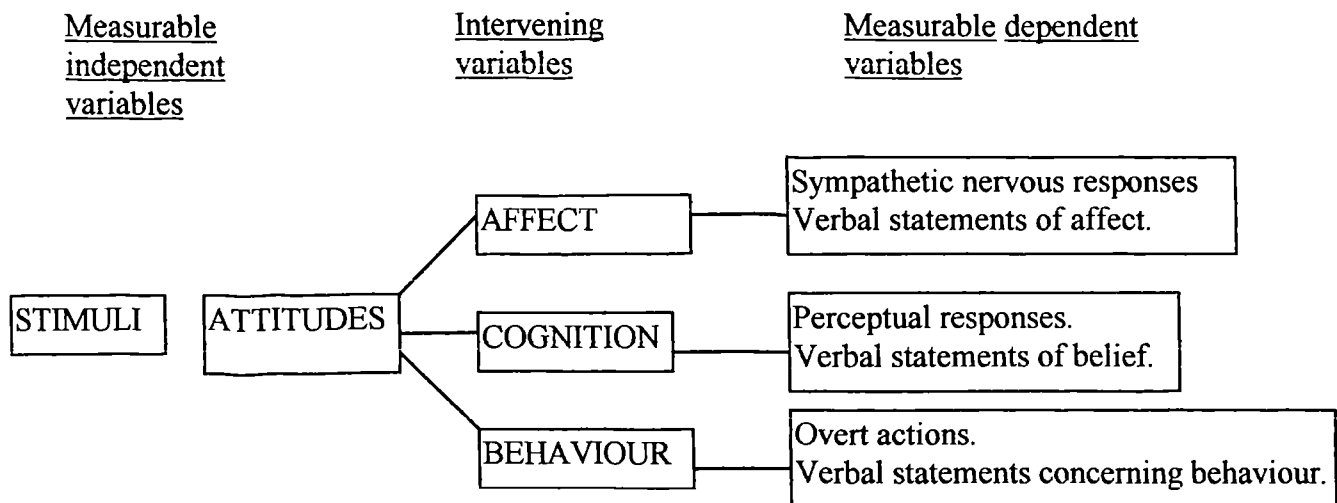 Measurable
independent
variables
Intervening
variables
Measurable dependent
variables
STIMULI
ATTITUDES
AFFECT
Sympathetic nervous responses
Verbal statements of affect.
COGNITION
Perceptual responses.
Verbal statements of belief.
BEHAVIOUR
Overt actions.
Verbal statements concerning behaviour.